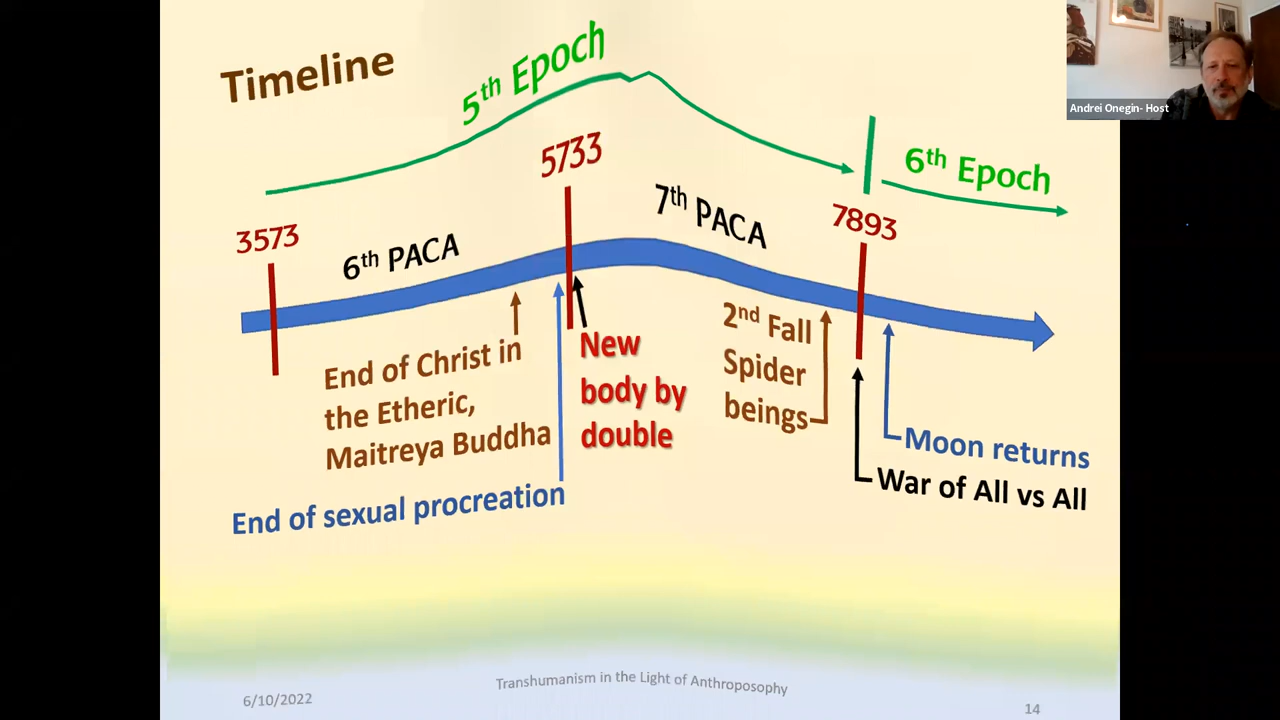 Timeline
5th Epoch
Andrei Onegin- Host
5733
6th Epoch
3573
6th PACA
7th PACA
7893
End of Christ in
the Etheric,
Maitreya Buddha
New
body by
double
2nd Fall
Spider
beings
Moon returns
War of All vs All
End of sexual procreation
6/10/2022
Transhumanism in the Light of Anthroposophy
14